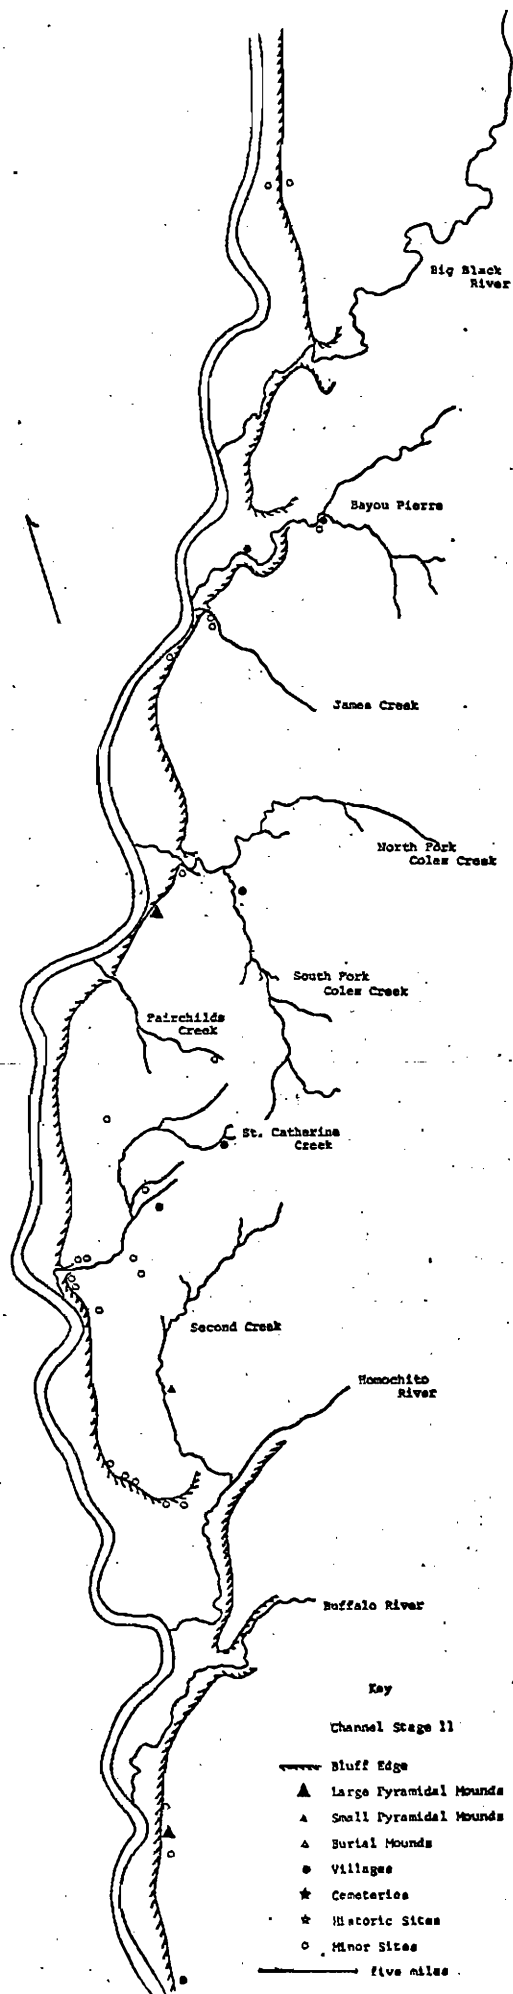 Big Black
River
Bayou Pierre
James Creek
North Fork
Coles Creek
South Fork
Coles Creek
Fairchilds
Creek
St. Catherine
Creek
Second Creek
Homochito
River
Buffalo River
Key
Channel Stage 11
Bluff Edge
Large Pyramidal Mounds
Small Pyramidal Mounds
Burial Mounds
Villages
Cemeteries
Historic Sites
Minor Sites
five miles